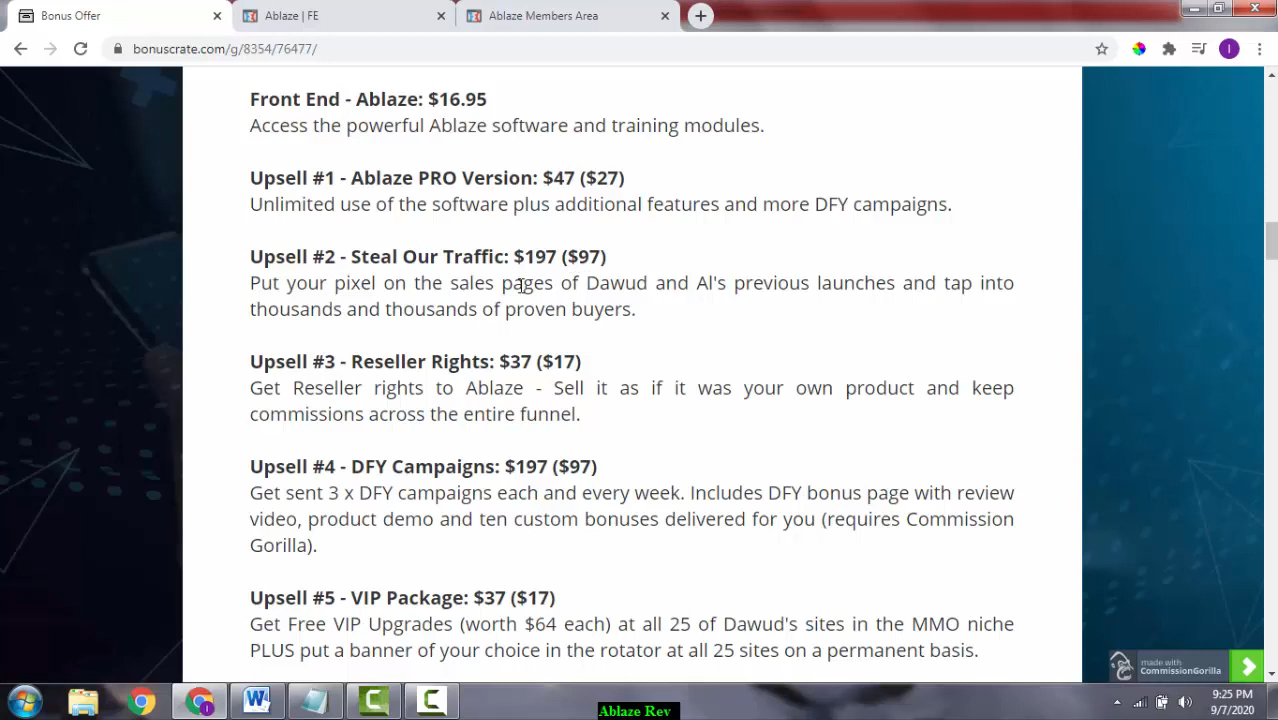 Bonus Offer
Ablaze | FE
Ablaze Members Area
bonuscrate.com/g/8354/76477/
I
Front End - Ablaze: $16.95
Access the powerful Ablaze software and training modules.
Upsell #1 - Ablaze PRO Version: $47 ($27)
Unlimited use of the software plus additional features and more DFY campaigns.
Upsell #2 - Steal Our Traffic: $197 ($97)
Put your pixel on the sales pages of Dawud and Al's previous launches and tap into
thousands and thousands of proven buyers.
Upsell #3 - Reseller Rights: $37 ($17)
Get Reseller rights to Ablaze - Sell it as if it was your own product and keep
commissions across the entire funnel.
Upsell #4 - DFY Campaigns: $197 ($97)
Get sent 3 x DFY campaigns each and every week. Includes DFY bonus page with review
video, product demo and ten custom bonuses delivered for you (requires Commission
Gorilla).
Upsell #5 - VIP Package: $37 ($17)
Get Free VIP Upgrades (worth $64 each) at all 25 of Dawud's sites in the MMO niche
PLUS put a banner of your choice in the rotator at all 25 sites on a permanent basis.
made with
CommissionGorilla
9:25 PM
9/7/2020
Ablaze Rev